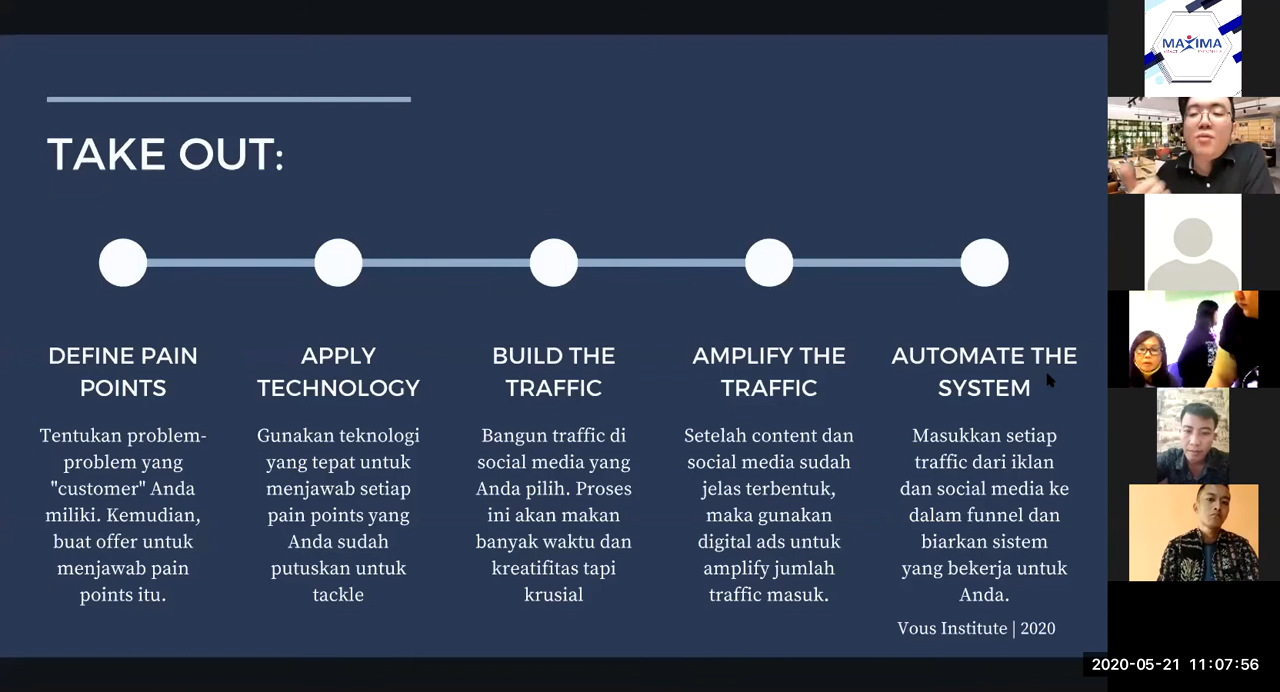 TAKE OUT:
DEFINE PAIN
POINTS
Tentukan problem-
problem yang
"customer" Anda
miliki. Kemudian,
buat offer untuk
menjawab pain
points itu.
APPLY
TECHNOLOGY
Gunakan teknologi
yang tepat untuk
menjawab setiap
pain points yang
Anda sudah
putuskan untuk
tackle
BUILD THE
TRAFFIC
Bangun traffic di
social media yang
Anda pilih. Proses
ini akan makan
banyak waktu dan
kreatifitas tapi
krusial
AMPLIFY THE
TRAFFIC
Setelah content dan
social media sudah
jelas terbentuk,
maka gunakan
digital ads untuk
amplify jumlah
traffic masuk.
AUTOMATE THE
SYSTEM
Masukkan setiap
traffic dari iklan
dan social media ke
dalam funnel dan
biarkan sistem
yang bekerja untuk
Anda.
Vous Institute | 2020
MAXIMA
2020-05-21 11:07:56